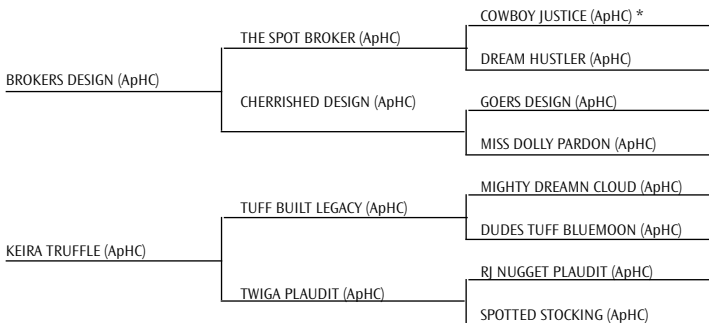 COWBOY JUSTICE (ApHC) *
THE SPOT BROKER (ApHC)
DREAM HUSTLER (ApHC)
BROKERS DESIGN (ApHC)
CHERRISHED DESIGN (ApHC)
GOERS DESIGN (ApHC)
MISS DOLLY PARDON (ApHC)
MIGHTY DREAMN CLOUD (ApHC)
TUFF BUILT LEGACY (ApHC)
DUDES TUFF BLUEMOON (ApHC)
KEIRA TRUFFLE (ApHC)
RJ NUGGET PLAUDIT (ApHC)
TWIGA PLAUDIT (ApHC)
SPOTTED STOCKING (ApHC)